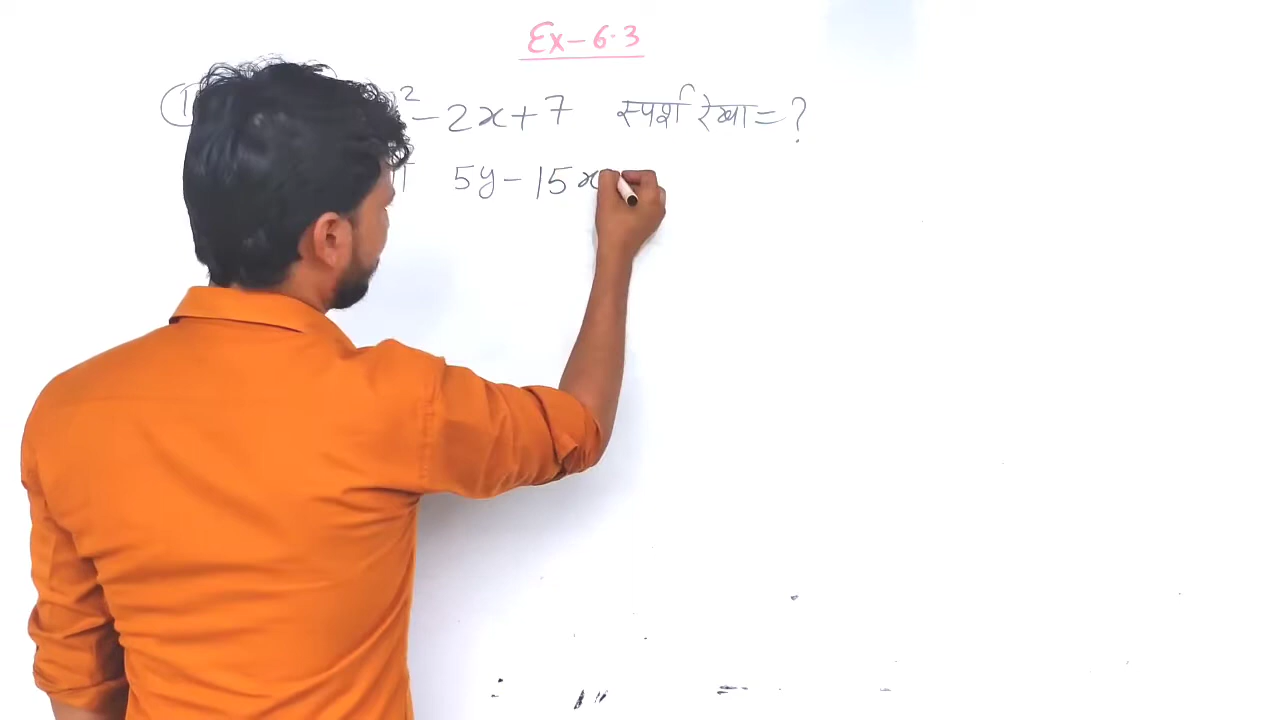 Ex-6.3
² - 2x + 7 स्पर्श रेखा = ?
5y - 15x